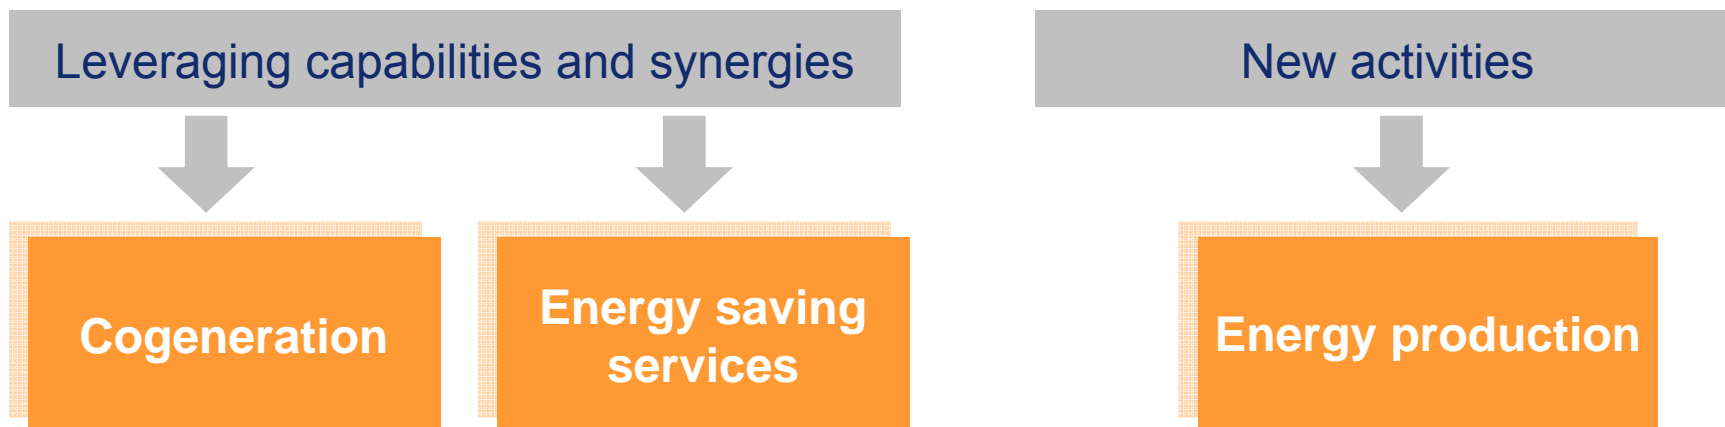 Leveraging capabilities and synergies
New activities
Cogeneration
Energy saving
services
Energy production